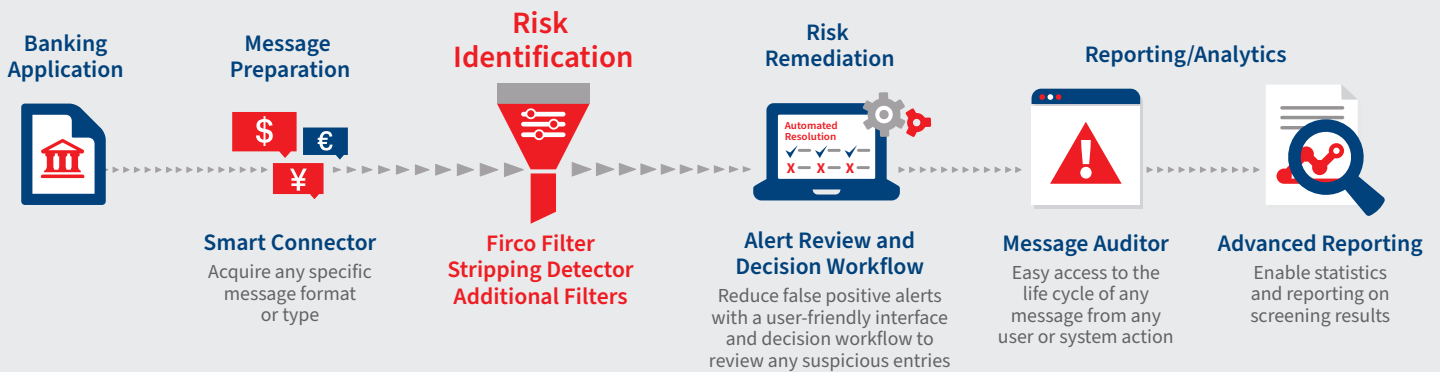 Banking
Application
Message
Preparation
Risk
Identification
Risk
Remediation
Reporting/Analytics
$
€
¥
Automated
Resolution
X
X
X
!
Smart Connector
Acquire any specific
message format
or type
Firco Filter
Stripping Detector
Additional Filters
Alert Review and
Decision Workflow
Reduce false positive alerts
with a user-friendly interface
and decision workflow to
review any suspicious entries
Message Auditor
Easy access to the
life cycle of any
message from any
user or system action
Advanced Reporting
Enable statistics
and reporting on
screening results